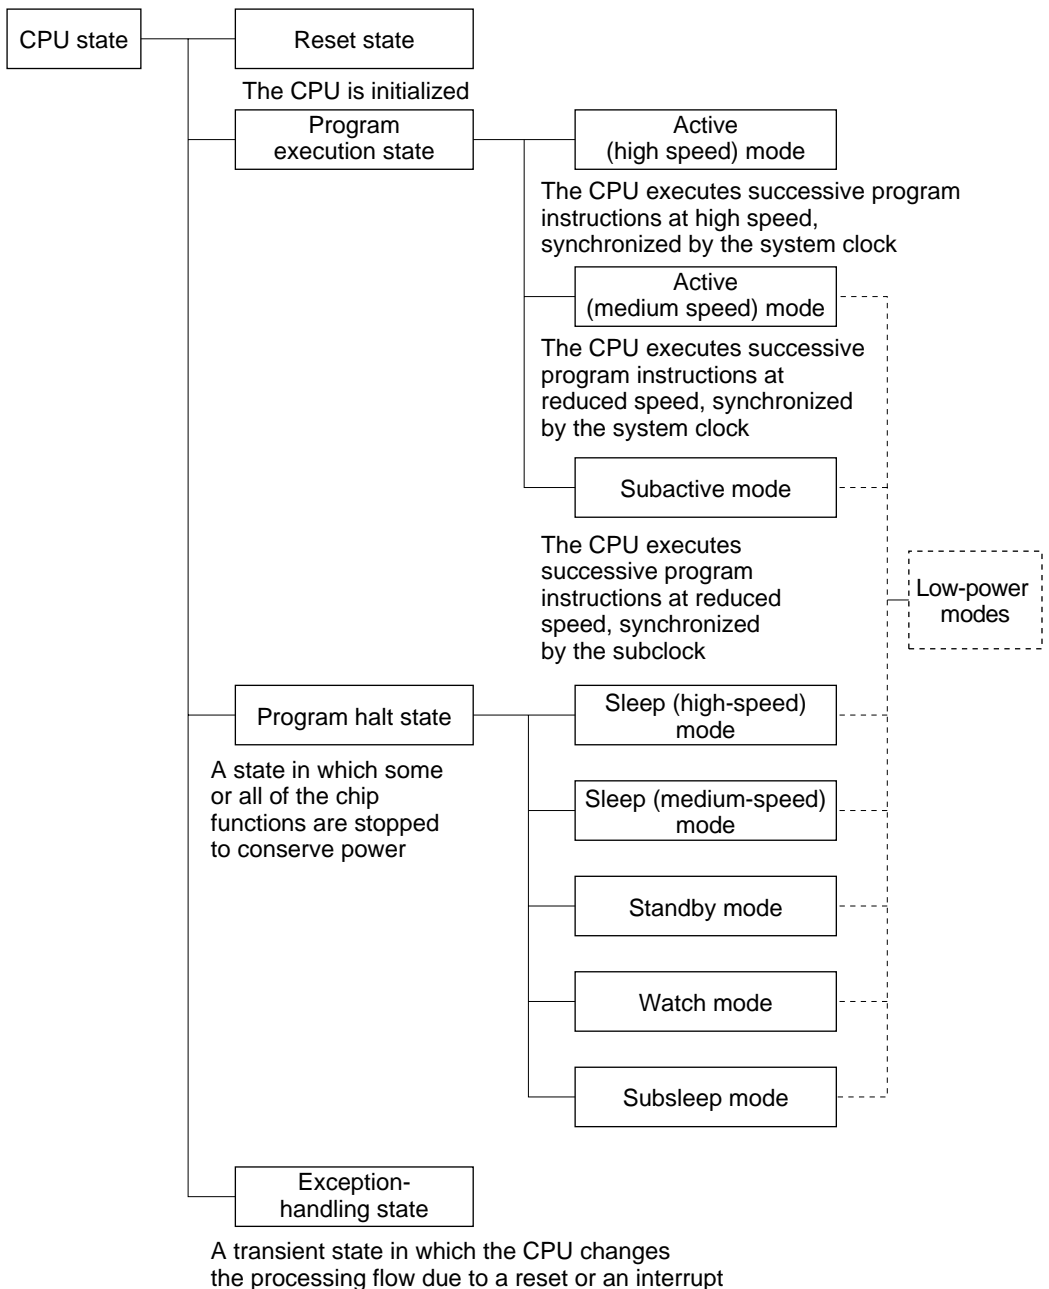 CPU state
Reset state
The CPU is initialized
Program
execution state
Active
(high speed) mode
The CPU executes successive program
instructions at high speed,
synchronized by the system clock
Active
(medium speed) mode
The CPU executes successive
program instructions at
reduced speed, synchronized
by the system clock
Subactive mode
The CPU executes
successive program
instructions at reduced
speed, synchronized
by the subclock
Low-power
modes
Program halt state
A state in which some
or all of the chip
functions are stopped
to conserve power
Sleep (high-speed)
mode
Sleep (medium-speed)
mode
Standby mode
Watch mode
Subsleep mode
Exception-
handling state
A transient state in which the CPU changes
the processing flow due to a reset or an interrupt